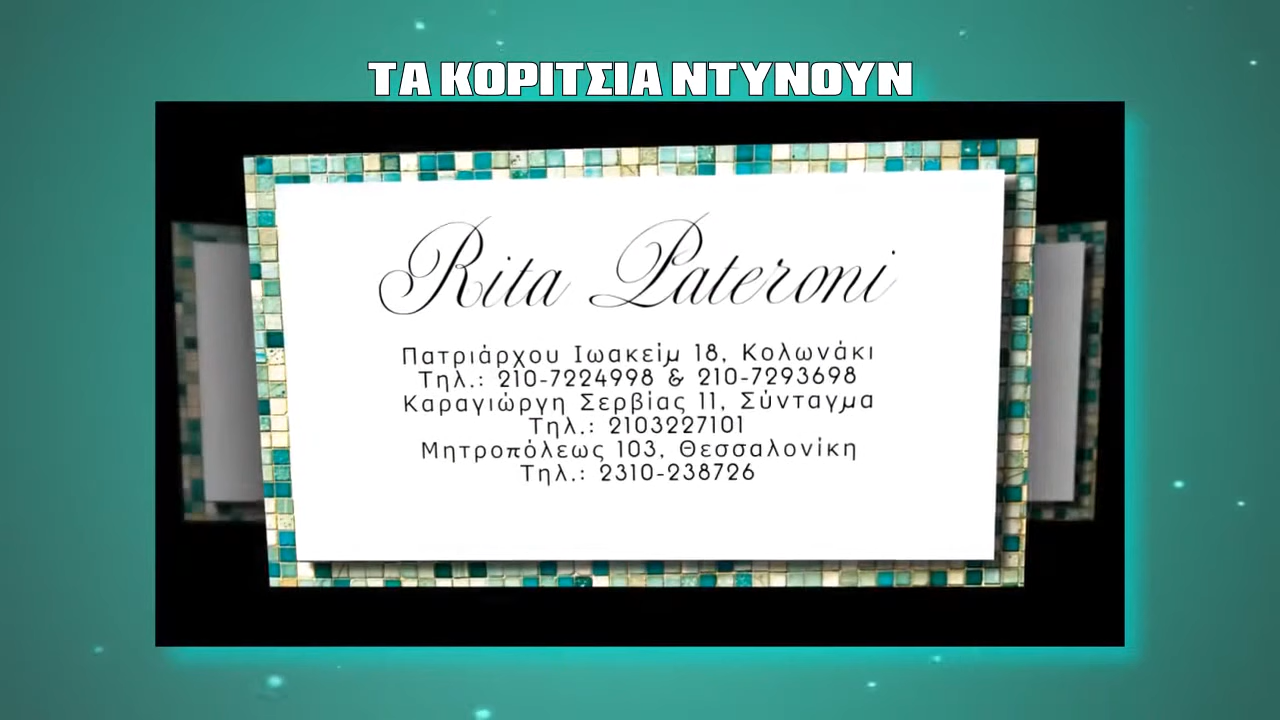 ΤΑ ΚΟΡΙΤΣΙΑ ΝΤΥΝΟΥΝ
Rita Pateroni
Πατριάρχου Ιωακείμ 18, Κολωνάκι
Τηλ.: 210-7224998 & 210-7293698
Καραγιώργη Σερβίας 11, Σύνταγμα
Τηλ.: 2103227101
Μητροπόλεως 103, Θεσσαλονίκη
Τηλ.: 2310-238726